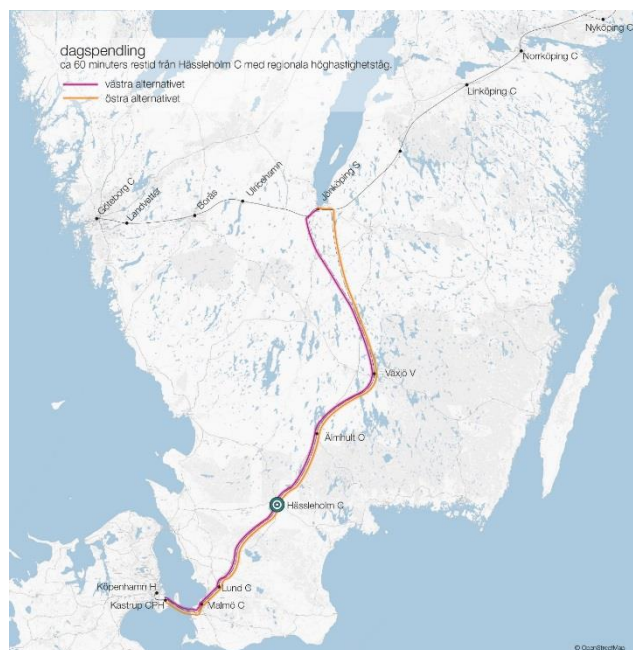 dagspendling
ca 60 minuters restid från Hässleholm C med regionala höghastighetståg.
västra alternativet
östra alternativet
Nyköping C
Norrköping C
Linköping C
Jönköping S
Ulricehamn
Borås
Landvetter
Göteborg C
Växjö V
Älmhult O
Hässleholm C
Lund C
Malmö C
Köpenhamn H
Kastrup CPH
© OpenStreetMap